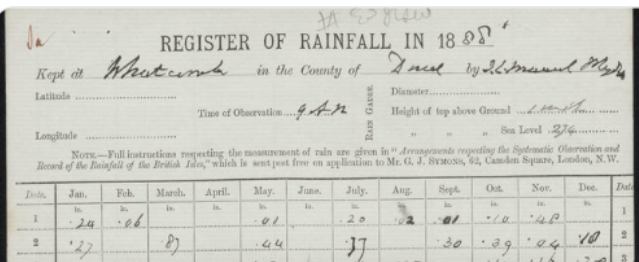 REGISTER OF RAINFALL IN 1888
Kept at Whatcombe in the County of Dorset by
Latitude Diameter
Time of Observation 9 A M RAIN GAUGE Height of top above Ground
Longitude " " Sea Level 274
NOTE.—Full instructions respecting the measurement of rain are given in "Arrangements respecting the Systematic Observation and
Record of the Rainfall of the British Isles," which is sent post free on application to Mr. G. J. SYMONS, 62, Camden Square, London, N.W.
Date. Jan. Feb. March. April. May. June. July. Aug. Sept. Oct. Nov. Dec. Date
in. in. in. in. in. in. in. in. in. in. in. in.
1 .24 .06 .01 .20 .02 .01 .10 .48 1
2 .27 .87 .44 .37 .30 .39 .04 .18 2